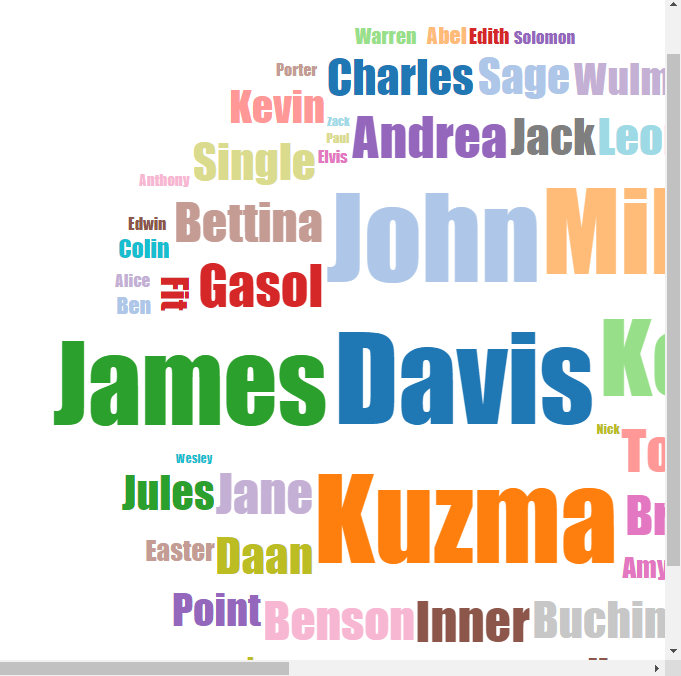 Warren Abel Edith Solomon
Porter Charles Sage Wulm
Kevin Zack
Paul Andrea Jack Leo
Single Elvis
Anthony
Edwin Bettina John Mil
Colin
Alice Fit Gasol
Ben
James Davis Ke
Nick
Wesley To
Jules Jane Kuzma Br
Easter Daan Amy
Point Benson Inner Buchim